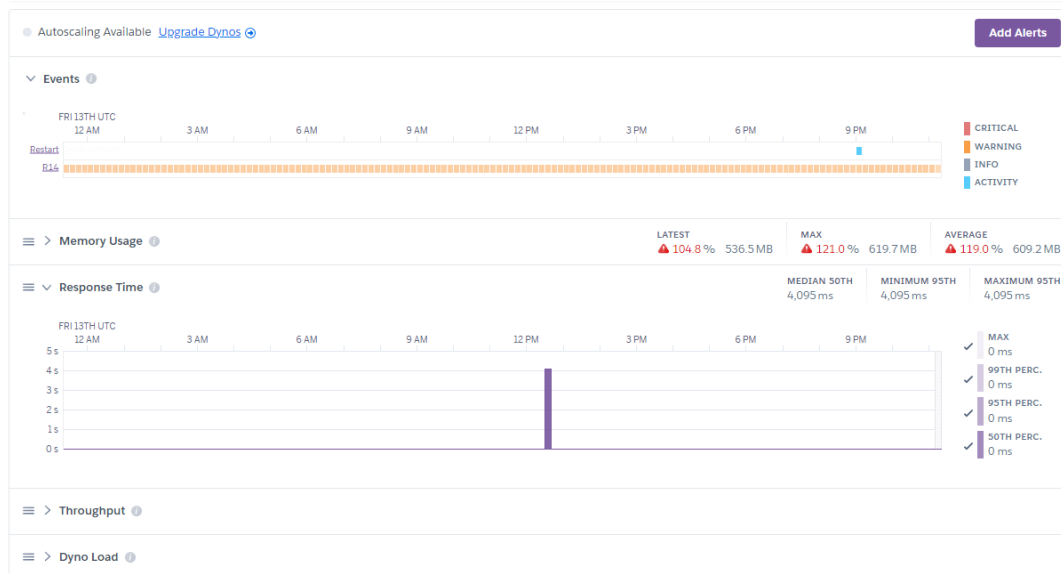 Autoscaling Available Upgrade Dynos
Add Alerts
Events
FRI 13TH UTC
12 AM 3 AM 6 AM 9 AM 12 PM 3 PM 6 PM 9 PM
Restart
R14
CRITICAL
WARNING
INFO
ACTIVITY
Memory Usage
LATEST MAX AVERAGE
104.8 % 536.5 MB 121.0 % 619.7 MB 119.0 % 609.2 MB
Response Time
MEDIAN 50TH MINIMUM 95TH MAXIMUM 95TH
4,095 ms 4,095 ms 4,095 ms
FRI 13TH UTC
12 AM 3 AM 6 AM 9 AM 12 PM 3 PM 6 PM 9 PM
5 s
4 s
3 s
2 s
1 s
0 s
MAX
0 ms
99TH PERC.
0 ms
95TH PERC.
0 ms
50TH PERC.
0 ms
Throughput
Dyno Load